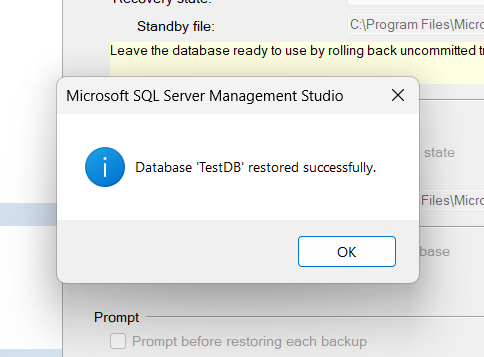 Recovery state:
Standby file:
C:\Program Files\Micro
Leave the database ready to use by rolling back uncommitted
Microsoft SQL Server Management Studio
Database 'TestDB' restored successfully.
OK
state
Files\Micro
base
Prompt
Prompt before restoring each backup